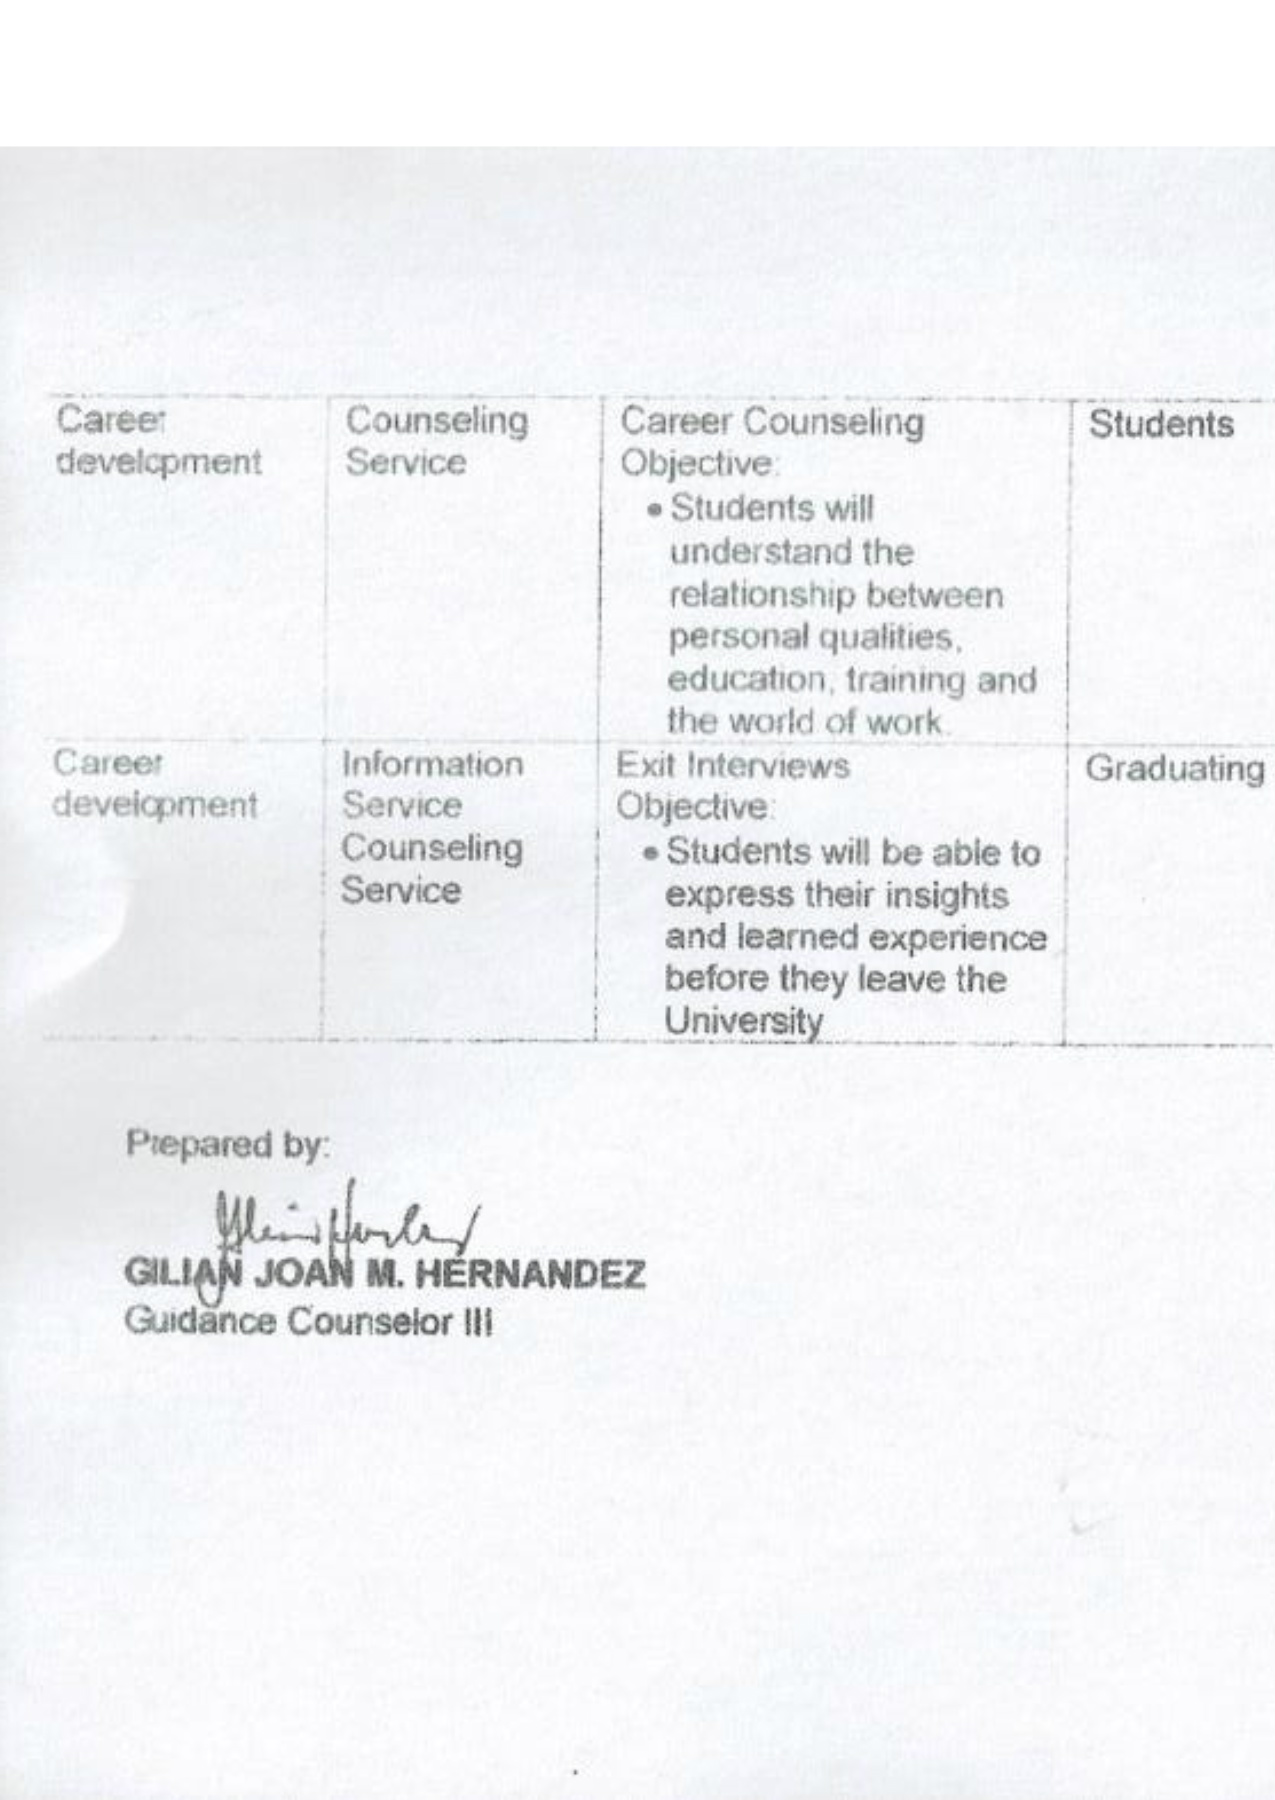 Career
development
Counseling
Service
Career Counseling
Objective:
• Students will
understand the
relationship between
personal qualities,
education, training and
the world of work.
Students
Career
development
Information
Service
Counseling
Service
Exit Interviews
Objective:
• Students will be able to
express their insights
and learned experience
before they leave the
University
Graduating
Prepared by:
GILIAN JOAN M. HERNANDEZ
Guidance Counselor III